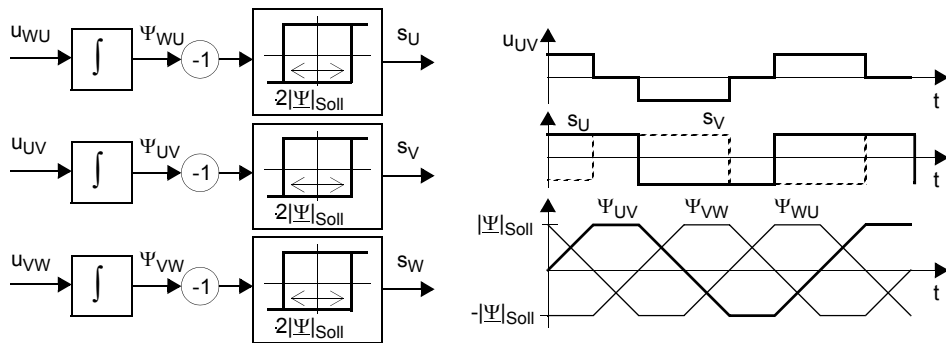 u_WU ∫ Ψ_WU -1 s_U
2|Ψ|_Soll
u_UV ∫ Ψ_UV -1 s_V
2|Ψ|_Soll
u_VW ∫ Ψ_VW -1 s_W
2|Ψ|_Soll
u_UV
t
s_U s_V
t
Ψ_UV Ψ_VW Ψ_WU
|Ψ|_Soll
t
-|Ψ|_Soll